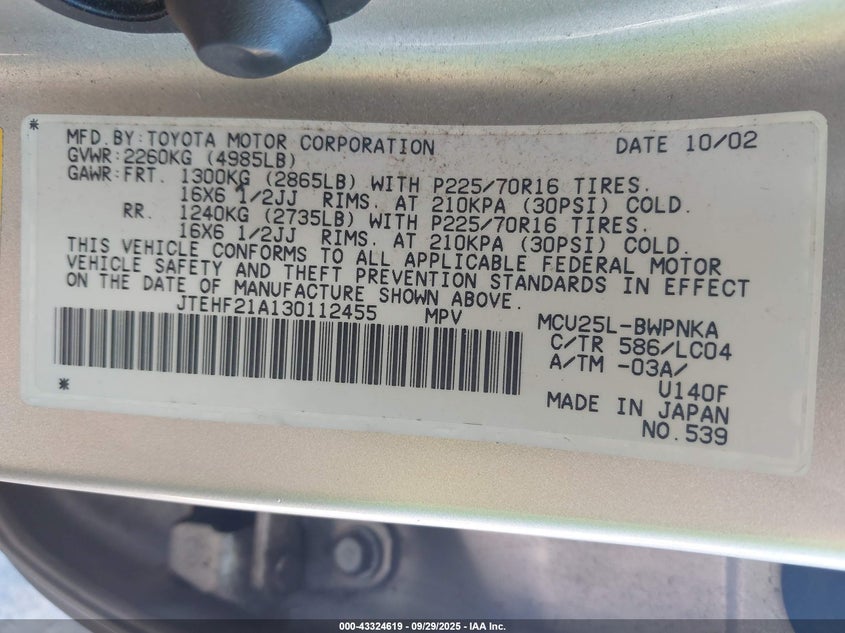 *
MFD.BY:TOYOTA MOTOR CORPORATION DATE 10/02
GVWR:2260KG (4985LB)
GAWR:FRT. 1300KG (2865LB) WITH P225/70R16 TIRES.
16X6 1/2JJ RIMS. AT 210KPA (30PSI) COLD.
RR. 1240KG (2735LB) WITH P225/70R16 TIRES.
16X6 1/2JJ RIMS. AT 210KPA (30PSI) COLD.
THIS VEHICLE CONFORMS TO ALL APPLICABLE FEDERAL MOTOR
VEHICLE SAFETY AND THEFT PREVENTION STANDARDS IN EFFECT
ON THE DATE OF MANUFACTURE SHOWN ABOVE.
JTEHF21A130112455 MPV MCU25L-BWPNKA
C/TR 586/LC04
A/TM -03A/
U140F
MADE IN JAPAN
*
NO.539
000-43324619 - 09/29/2025 - IAA Inc.